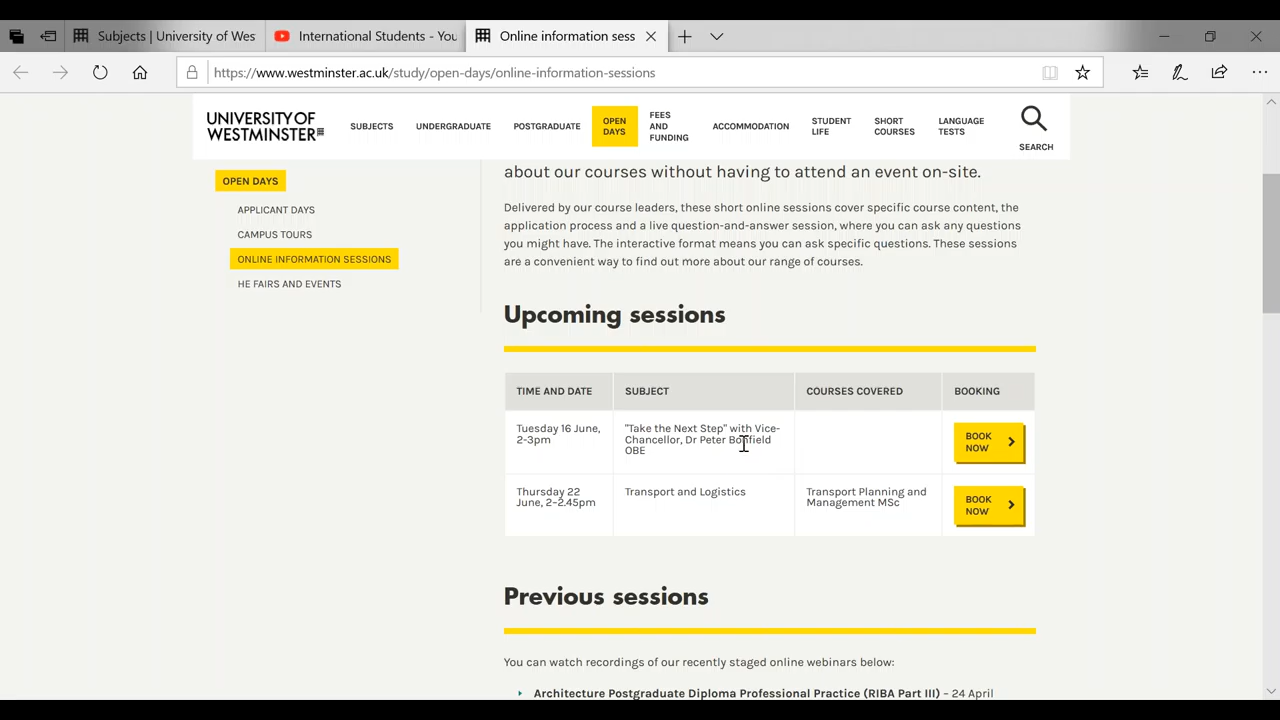 Subjects | University of Wes
International Students - You
Online information sess
https://www.westminster.ac.uk/study/open-days/online-information-sessions
UNIVERSITY OF
WESTMINSTER
SUBJECTS
UNDERGRADUATE
POSTGRADUATE
OPEN
DAYS
FEES
AND
FUNDING
ACCOMMODATION
STUDENT
LIFE
SHORT
COURSES
LANGUAGE
TESTS
SEARCH
OPEN DAYS
APPLICANT DAYS
CAMPUS TOURS
ONLINE INFORMATION SESSIONS
HE FAIRS AND EVENTS
about our courses without having to attend an event on-site.
Delivered by our course leaders, these short online sessions cover specific course content, the
application process and a live question-and-answer session, where you can ask any questions
you might have. The interactive format means you can ask specific questions. These sessions
are a convenient way to find out more about our range of courses.
Upcoming sessions
TIME AND DATE
SUBJECT
COURSES COVERED
BOOKING
Tuesday 16 June,
2-3pm
"Take the Next Step" with Vice-
Chancellor, Dr Peter Bonfield
OBE
BOOK
NOW
Thursday 22
June, 2–2.45pm
Transport and Logistics
Transport Planning and
Management MSc
BOOK
NOW
Previous sessions
You can watch recordings of our recently staged online webinars below:
Architecture Postgraduate Diploma Professional Practice (RIBA Part III) – 24 April